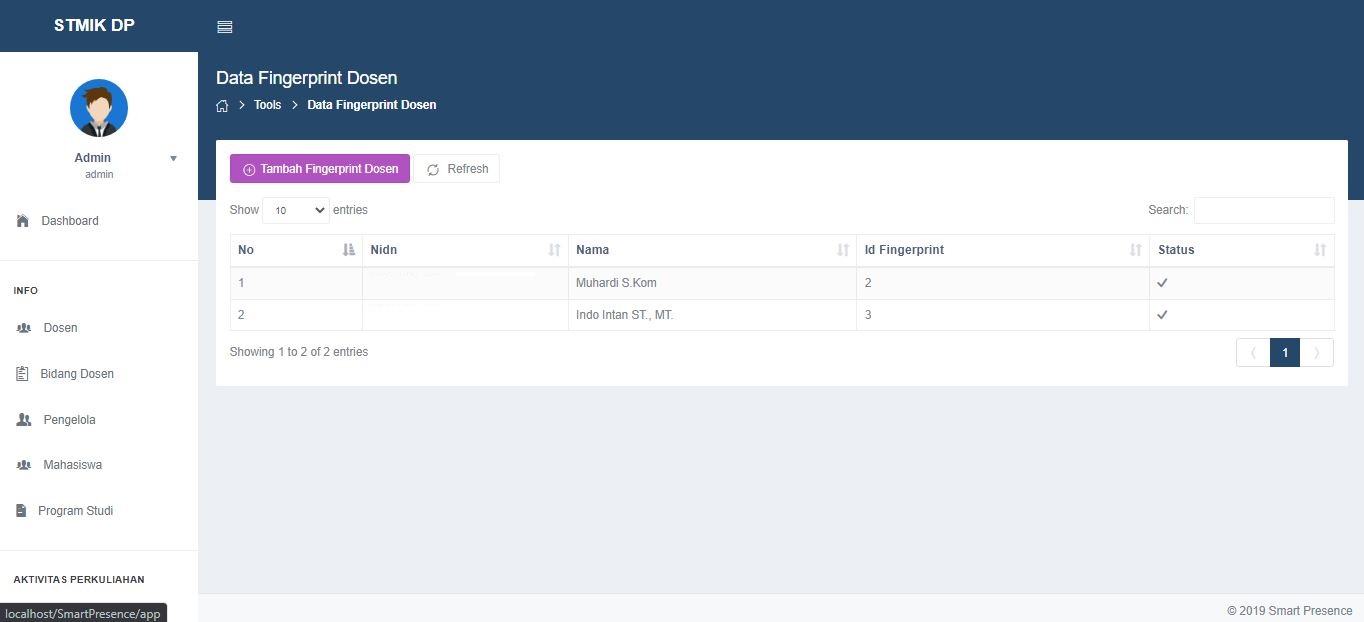 STMIK DP
Admin
admin
Dashboard
INFO
Dosen
Bidang Dosen
Pengelola
Mahasiswa
Program Studi
AKTIVITAS PERKULIAHAN
localhost/SmartPresence/app
Data Fingerprint Dosen
> Tools > Data Fingerprint Dosen
Tambah Fingerprint Dosen Refresh
Show 10 entries Search:
No Nidn Nama Id Fingerprint Status
1 Muhardi S.Kom 2 ✓
2 Indo Intan ST., MT. 3 ✓
Showing 1 to 2 of 2 entries 〈 1 〉
© 2019 Smart Presence